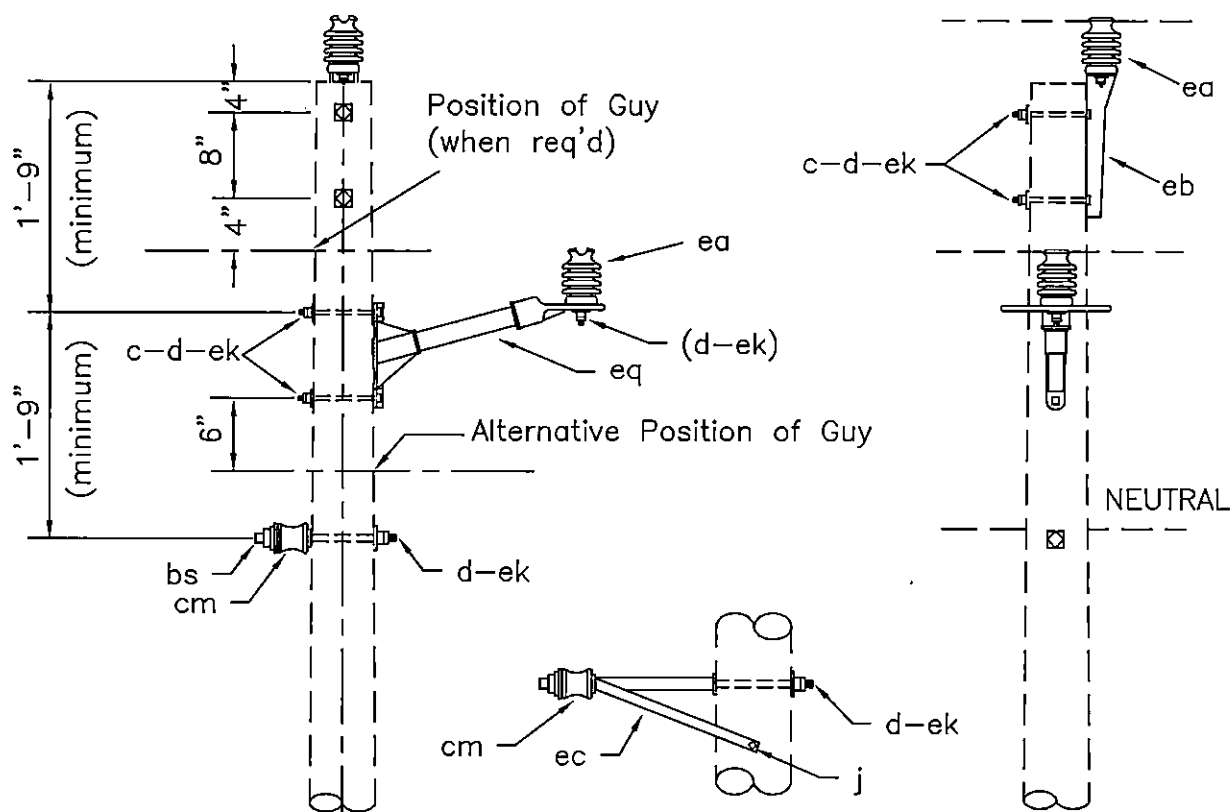 4"
8"
4"
1'-9"
(minimum)
Position of Guy
(when req'd)
ea
c-d-ek
eq
(d-ek)
6"
1'-9"
(minimum)
Alternative Position of Guy
bs
cm
d-ek
cm
ec
j
d-ek
ea
c-d-ek
eb
NEUTRAL